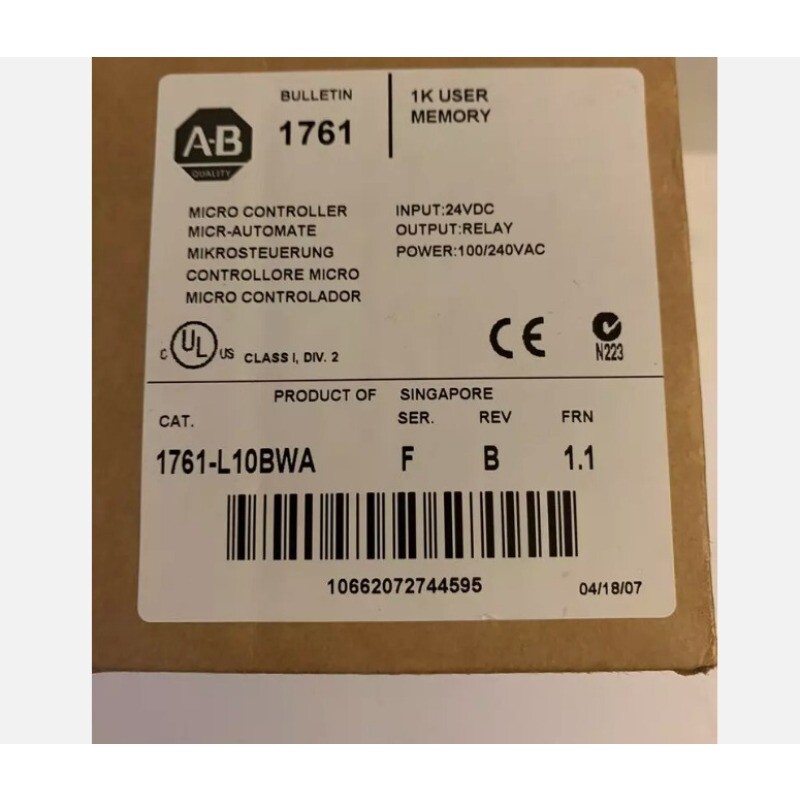 A-B
QUALITY
BULLETIN
1761
1K USER
MEMORY
MICRO CONTROLLER
MICR-AUTOMATE
MIKROSTEUERUNG
CONTROLLORE MICRO
MICRO CONTROLADOR
INPUT:24VDC
OUTPUT:RELAY
POWER:100/240VAC
C UL US CLASS I, DIV. 2
CE
N223
PRODUCT OF SINGAPORE
CAT. SER. REV FRN
1761-L10BWA F B 1.1
10662072744595
04/18/07